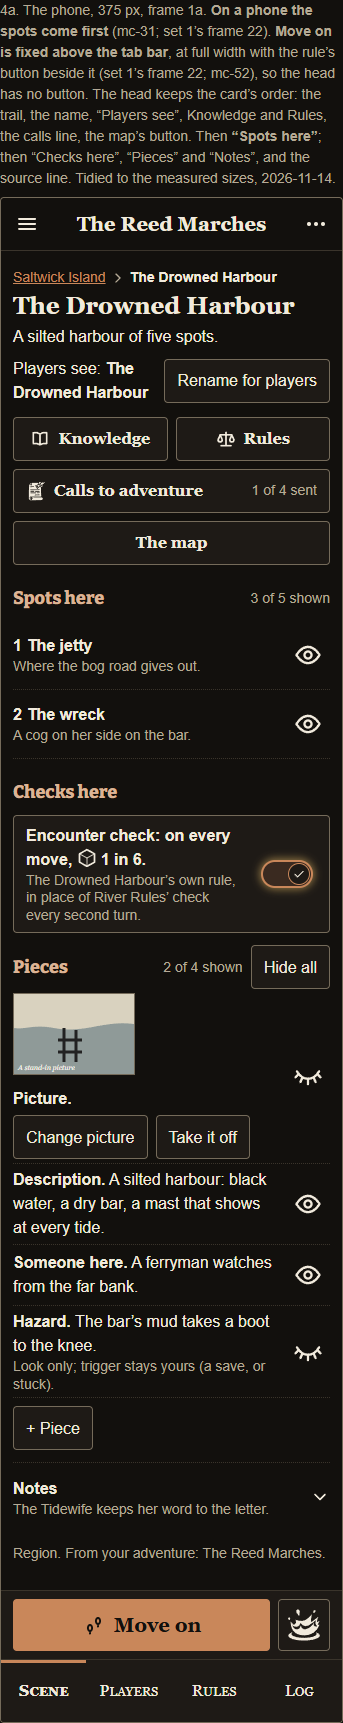 4a. The phone, 375 px, frame 1a. On a phone the
spots come first (mc-31; set 1’s frame 22). Move on
is fixed above the tab bar, at full width with the rule’s
button beside it (set 1’s frame 22; mc-52), so the head
has no button. The head keeps the card’s order: the
trail, the name, “Players see”, Knowledge and Rules,
the calls line, the map’s button. Then “Spots here”;
then “Checks here”, “Pieces” and “Notes”, and the
source line. Tidied to the measured sizes, 2026-11-14.
The Reed Marches
Saltwick Island > The Drowned Harbour
The Drowned Harbour
A silted harbour of five spots.
Players see: The
Drowned Harbour
Rename for players
Knowledge
Rules
Calls to adventure 1 of 4 sent
The map
Spots here 3 of 5 shown
1 The jetty
Where the bog road gives out.
2 The wreck
A cog on her side on the bar.
Checks here
Encounter check: on every
move, 1 in 6.
The Drowned Harbour’s own rule,
in place of River Rules’ check
every second turn.
Pieces 2 of 4 shown Hide all
A stand-in picture
Picture.
Change picture
Take it off
Description. A silted harbour: black
water, a dry bar, a mast that shows
at every tide.
Someone here. A ferryman watches
from the far bank.
Hazard. The bar’s mud takes a boot
to the knee.
Look only; trigger stays yours (a save, or
stuck).
+ Piece
Notes
The Tidewife keeps her word to the letter.
Region. From your adventure: The Reed Marches.
Move on
Scene Players Rules Log